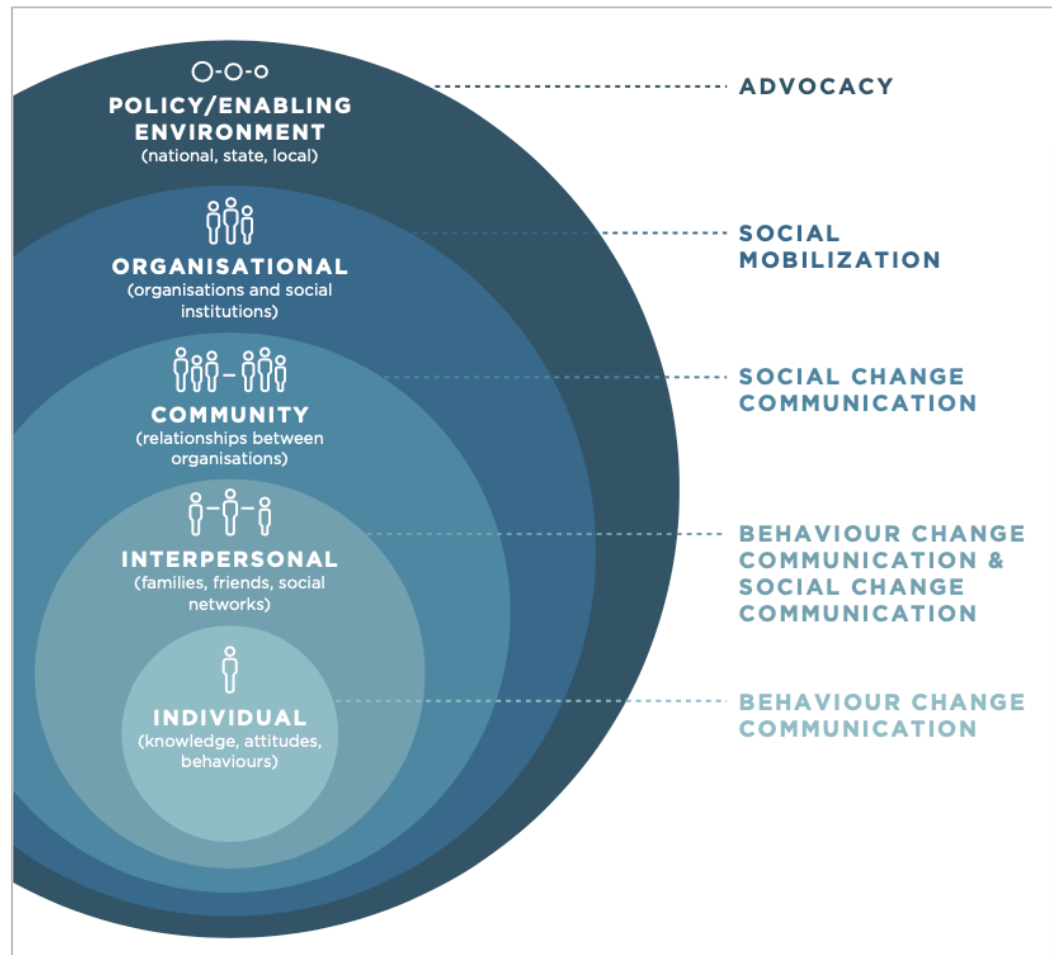 POLICY/ENABLING
ENVIRONMENT
(national, state, local)
ADVOCACY
ORGANISATIONAL
(organisations and social
institutions)
SOCIAL
MOBILIZATION
COMMUNITY
(relationships between
organisations)
SOCIAL CHANGE
COMMUNICATION
INTERPERSONAL
(families, friends, social
networks)
BEHAVIOUR CHANGE
COMMUNICATION &
SOCIAL CHANGE
COMMUNICATION
INDIVIDUAL
(knowledge, attitudes,
behaviours)
BEHAVIOUR CHANGE
COMMUNICATION